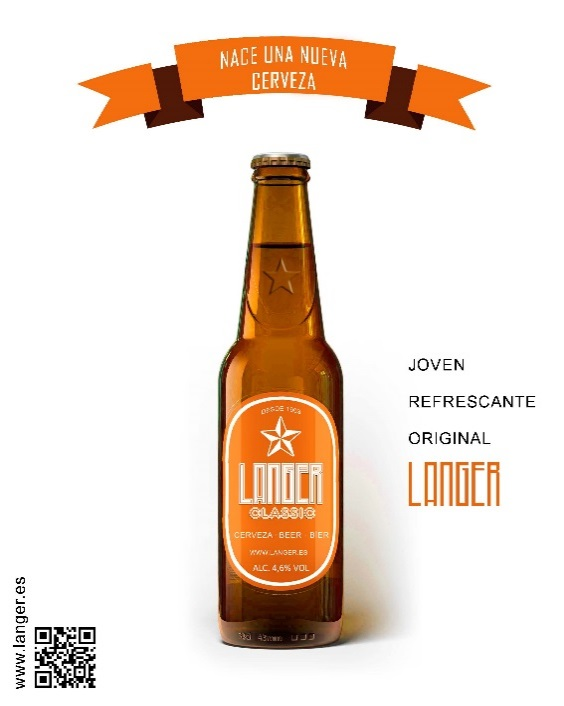 NACE UNA NUEVA
CERVEZA
JOVEN
REFRESCANTE
ORIGINAL
LANGER
DESDE
LANGER
CLASSIC
CERVEZA · BEER · BIER
WWW.LANGER.ES
ALC. 4,6% VOL
www.langer.es